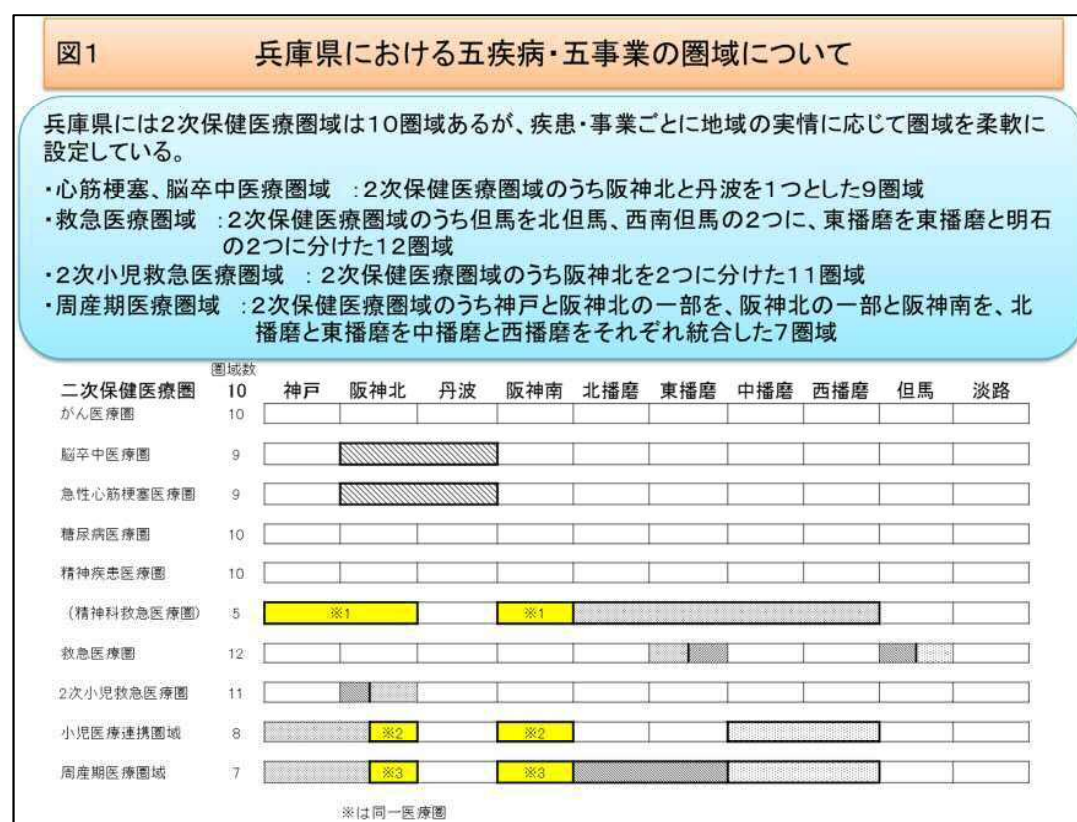 図1 兵庫県における五疾病・五事業の圏域について
兵庫県には2次保健医療圏域は10圏域あるが、疾患・事業ごとに地域の実情に応じて圏域を柔軟に
設定している。
・心筋梗塞、脳卒中医療圏域 :2次保健医療圏域のうち阪神北と丹波を1つとした9圏域
・救急医療圏域 :2次保健医療圏域のうち但馬を北但馬、西南但馬の2つに、東播磨を東播磨と明石
の2つに分けた12圏域
・2次小児救急医療圏域 : 2次保健医療圏域のうち阪神北を2つに分けた11圏域
・周産期医療圏域 :2次保健医療圏域のうち神戸と阪神北の一部を、阪神北の一部と阪神南を、北
播磨と東播磨を中播磨と西播磨をそれぞれ統合した7圏域
圏域数
二次保健医療圏 10 神戸 阪神北 丹波 阪神南 北播磨 東播磨 中播磨 西播磨 但馬 淡路
がん医療圏 10
脳卒中医療圏 9
急性心筋梗塞医療圏 9
糖尿病医療圏 10
精神疾患医療圏 10
(精神科救急医療圏) 5 ※1 ※1
救急医療圏 12
2次小児救急医療圏 11
小児医療連携圏域 8 ※2 ※2
周産期医療圏域 7 ※3 ※3
※は同一医療圏